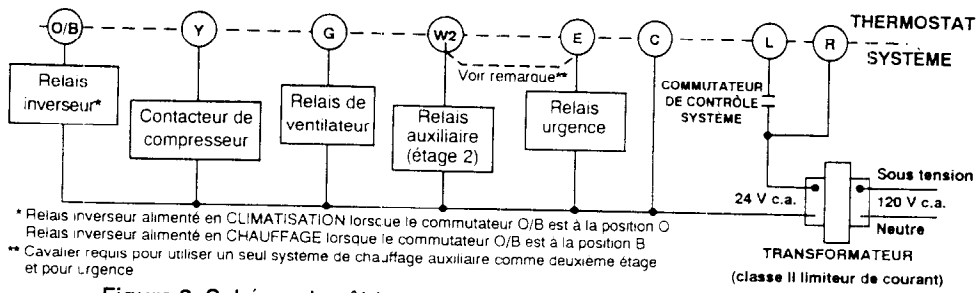 O/B Y G W2 E C L R THERMOSTAT
SYSTÈME
Voir remarque**
Relais
inverseur*
Contacteur de
compresseur
Relais de
ventilateur
Relais
auxiliaire
(étage 2)
Relais
urgence
COMMUTATEUR
DE CONTRÔLE
SYSTÈME
Sous tension
24 V c.a.
120 V c.a.
Neutre
TRANSFORMATEUR
(classe II limiteur de courant)
* Relais inverseur alimenté en CLIMATISATION lorsque le commutateur O/B est à la position O
Relais inverseur alimenté en CHAUFFAGE lorsque le commutateur O/B est à la position B
** Cavalier requis pour utiliser un seul système de chauffage auxiliaire comme deuxième étage
et pour urgence